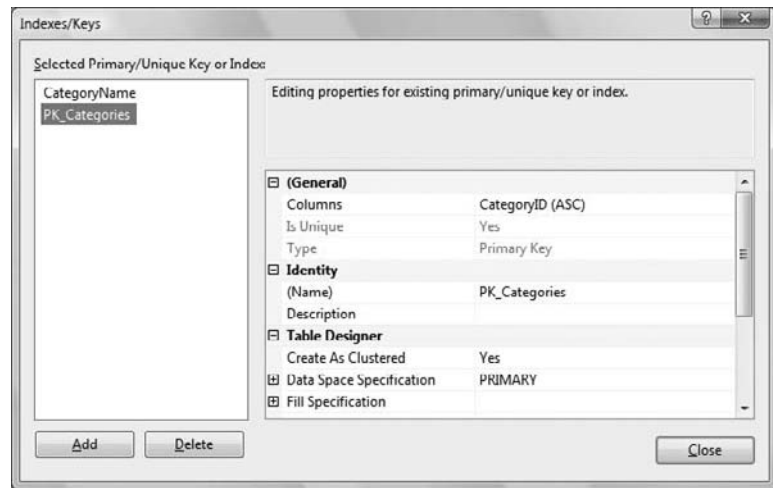 Indexes/Keys
Selected Primary/Unique Key or Index:
CategoryName
PK_Categories
Editing properties for existing primary/unique key or index.
(General)
Columns CategoryID (ASC)
Is Unique Yes
Type Primary Key
Identity
(Name) PK_Categories
Description
Table Designer
Create As Clustered Yes
Data Space Specification PRIMARY
Fill Specification
Add Delete
Close